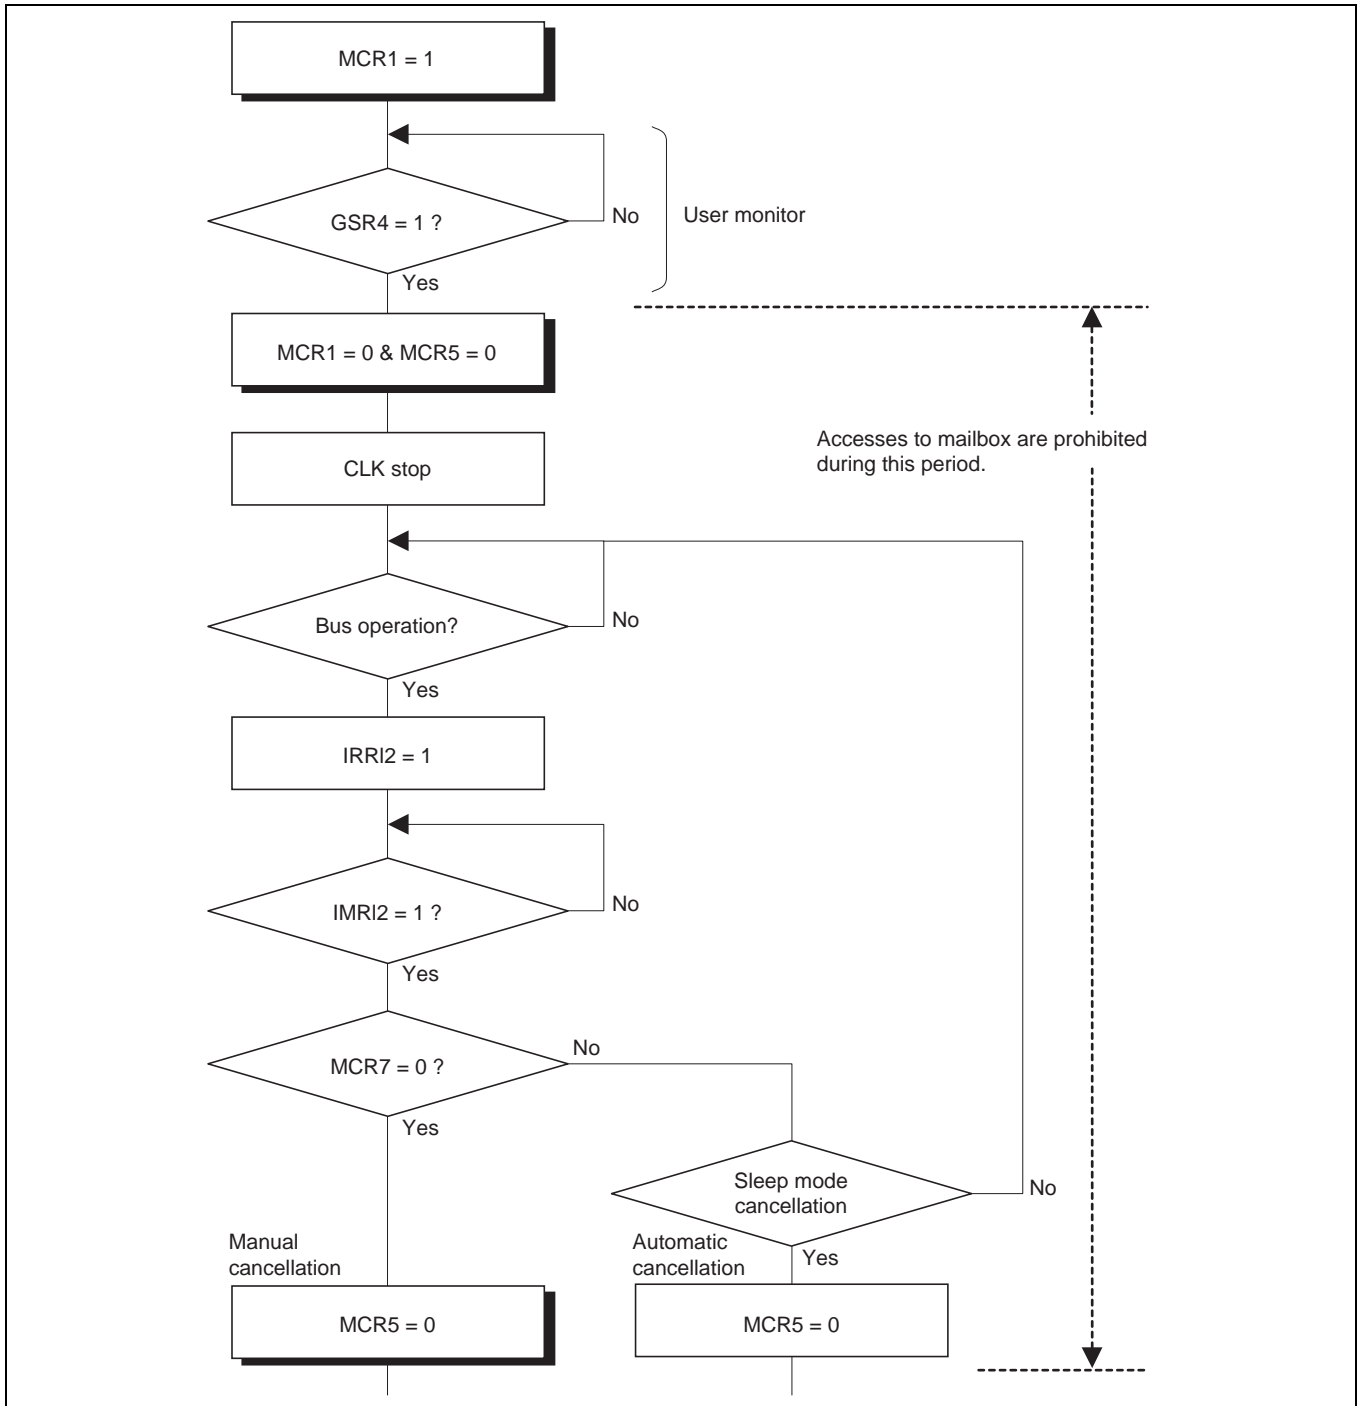 MCR1 = 1
GSR4 = 1 ?
No
User monitor
Yes
MCR1 = 0 & MCR5 = 0
Accesses to mailbox are prohibited
during this period.
CLK stop
Bus operation?
No
Yes
IRRI2 = 1
IMRI2 = 1 ?
No
Yes
MCR7 = 0 ?
No
Yes
Sleep mode
cancellation
No
Yes
Manual
cancellation
Automatic
cancellation
MCR5 = 0
MCR5 = 0